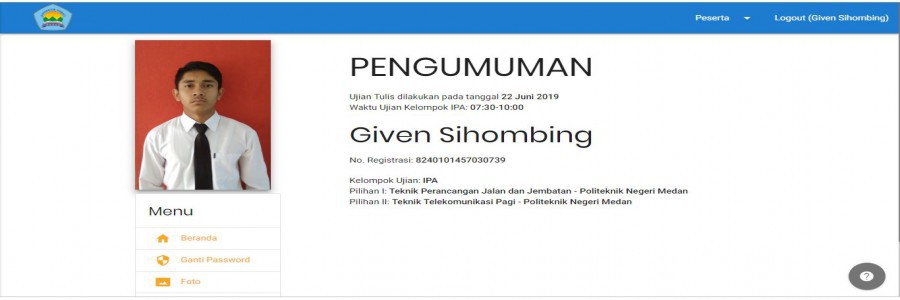 Peserta
Logout (Given Sihombing)
PENGUMUMAN
Ujian Tulis dilakukan pada tanggal 22 Juni 2019
Waktu Ujian Kelompok IPA: 07:30-10:00
Given Sihombing
No. Registrasi: 8240101457030739
Kelompok Ujian: IPA
Pilihan I: Teknik Perancangan Jalan dan Jembatan - Politeknik Negeri Medan
Pilihan II: Teknik Telekomunikasi Pagi - Politeknik Negeri Medan
Menu
Beranda
Ganti Password
Foto
?